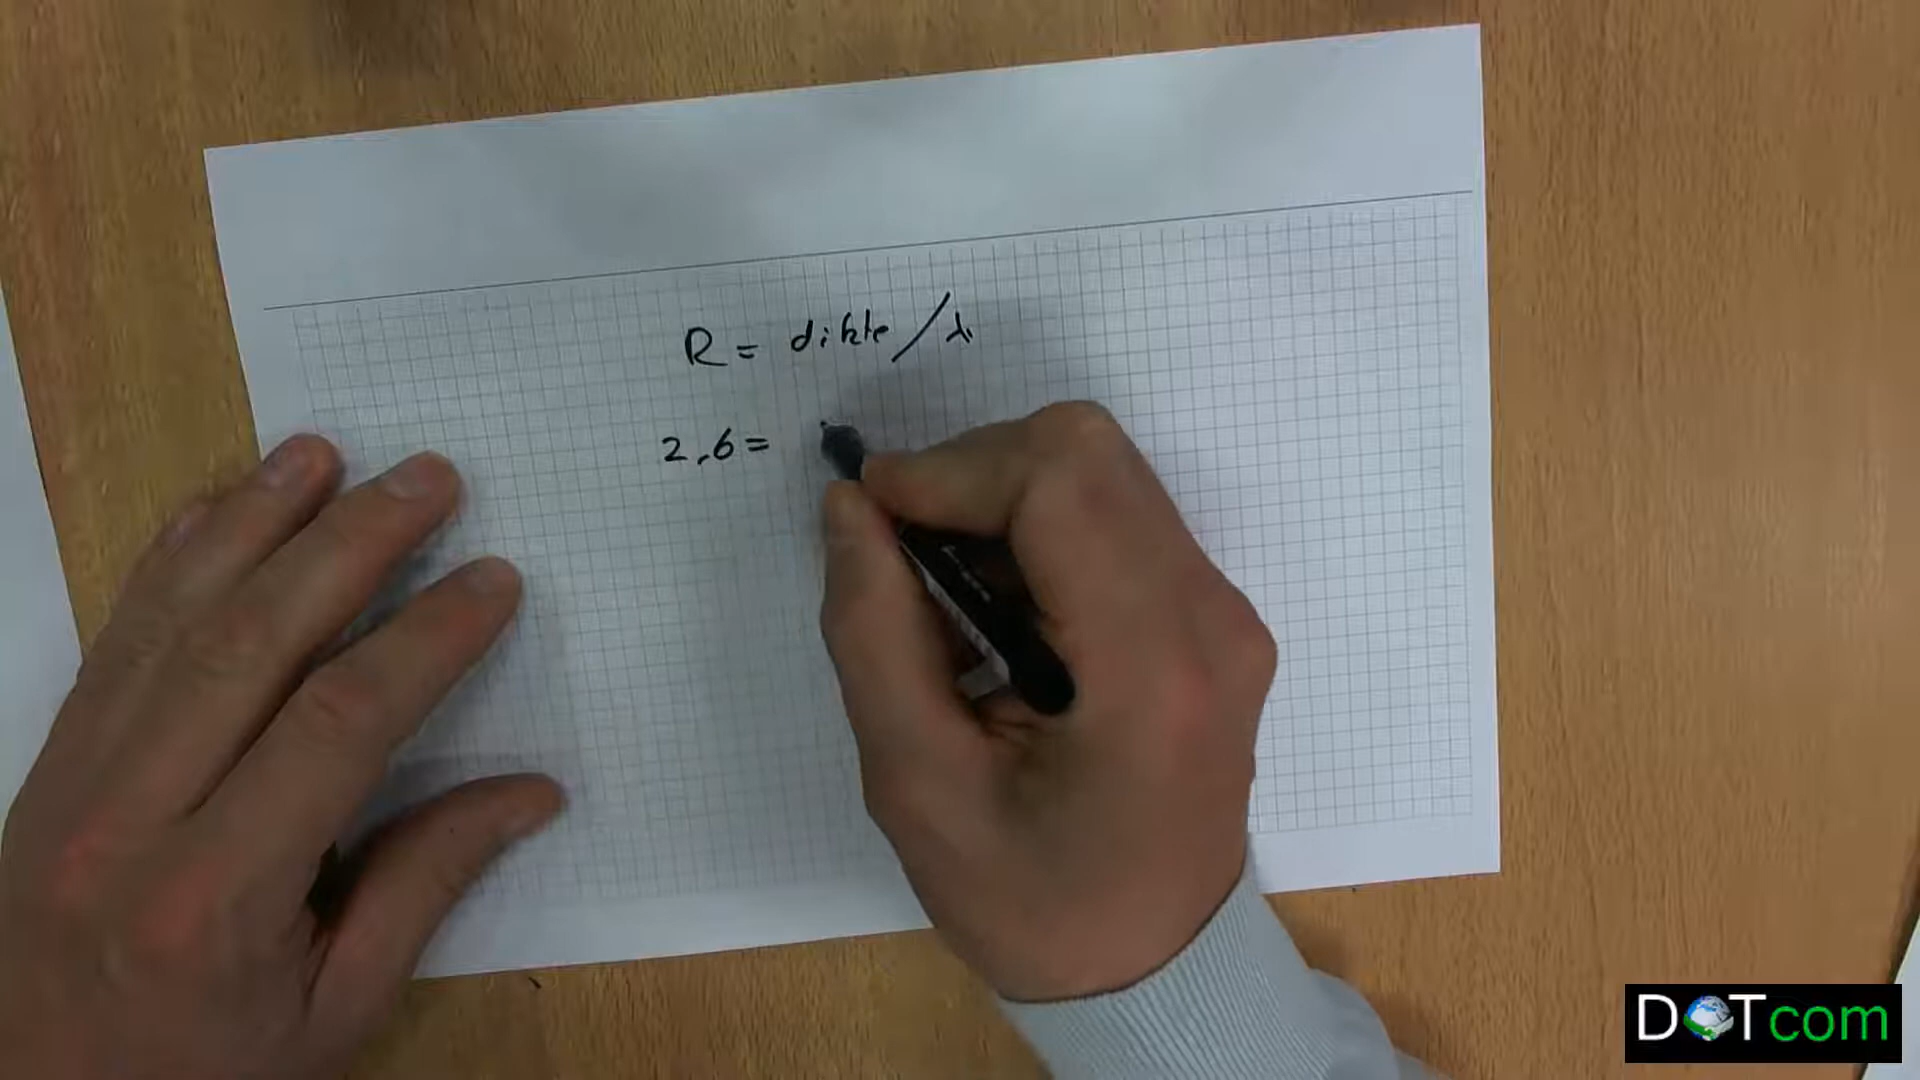 R = dikte / λ
2,6 =
DOTcom